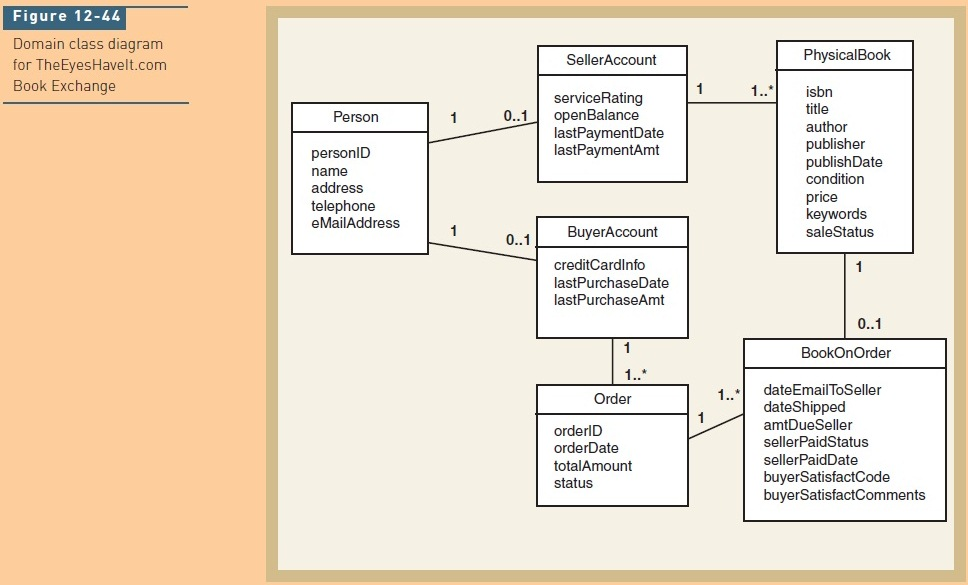 Figure 12-44
Domain class diagram
for TheEyesHaveIt.com
Book Exchange
Person
personID
name
address
telephone
eMailAddress
1
0..1
1
0..1
SellerAccount
serviceRating
openBalance
lastPaymentDate
lastPaymentAmt
1
1..*
PhysicalBook
isbn
title
author
publisher
publishDate
condition
price
keywords
saleStatus
1
0..1
BuyerAccount
creditCardInfo
lastPurchaseDate
lastPurchaseAmt
1
1..*
Order
orderID
orderDate
totalAmount
status
1
1..*
BookOnOrder
dateEmailToSeller
dateShipped
amtDueSeller
sellerPaidStatus
sellerPaidDate
buyerSatisfactCode
buyerSatisfactComments